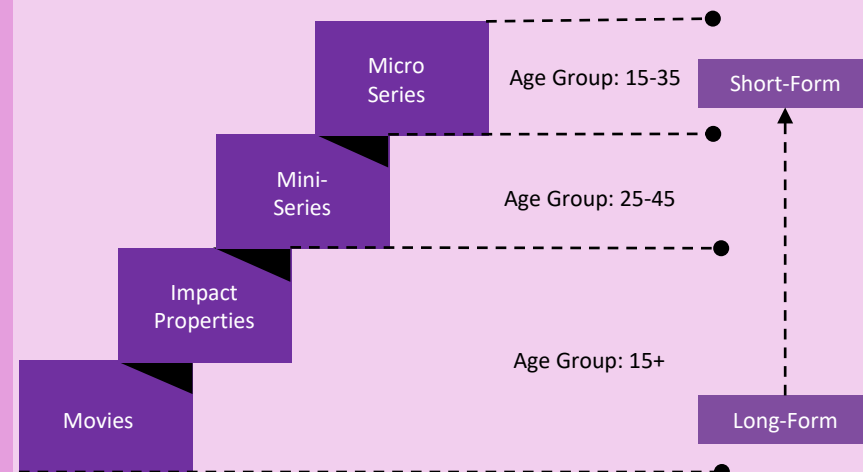 Micro
Series
Age Group: 15-35
Short-Form
Mini-
Series
Age Group: 25-45
Impact
Properties
Age Group: 15+
Movies
Long-Form